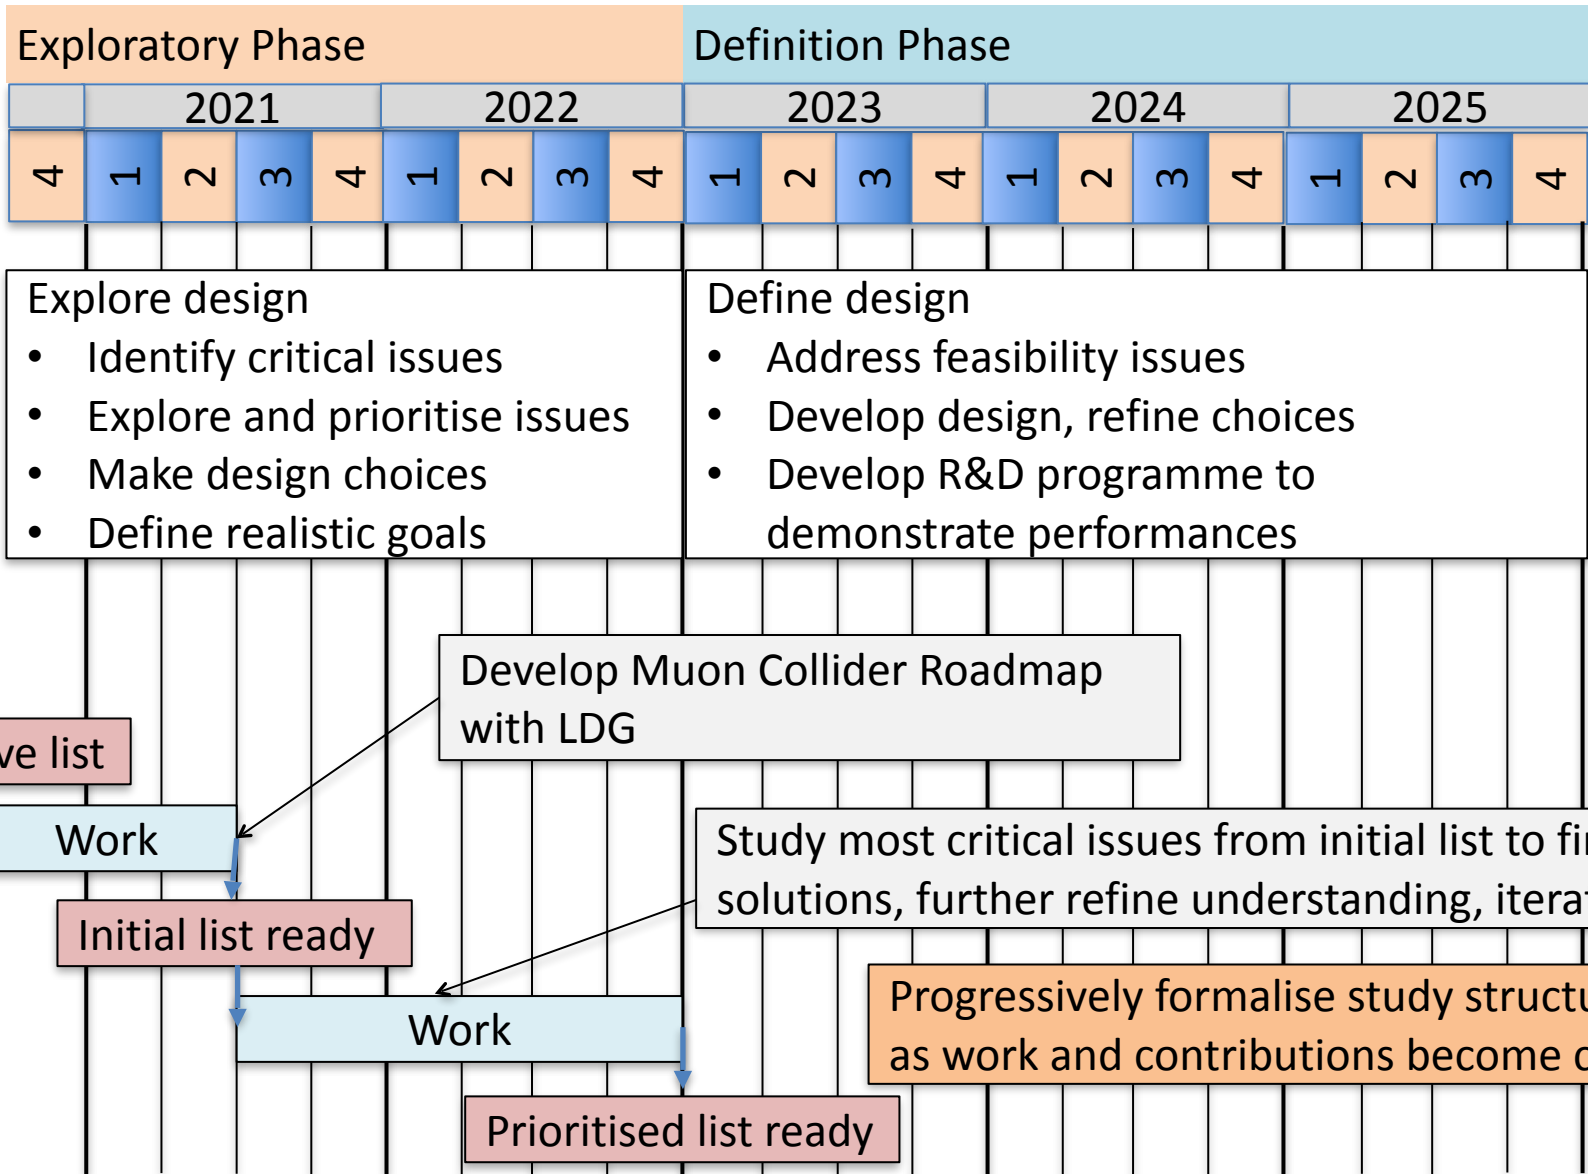 Exploratory Phase
Definition Phase
2021 2022 2023 2024 2025
4 1 2 3 4 1 2 3 4 1 2 3 4 1 2 3 4 1 2 3 4
Explore design
• Identify critical issues
• Explore and prioritise issues
• Make design choices
• Define realistic goals
Define design
• Address feasibility issues
• Develop design, refine choices
• Develop R&D programme to
demonstrate performances
Develop Muon Collider Roadmap
with LDG
list
Work
Study most critical issues from initial list to
solutions, further refine understanding,
Initial list ready
Progressively formalise study
as work and contributions become
Work
Prioritised list ready